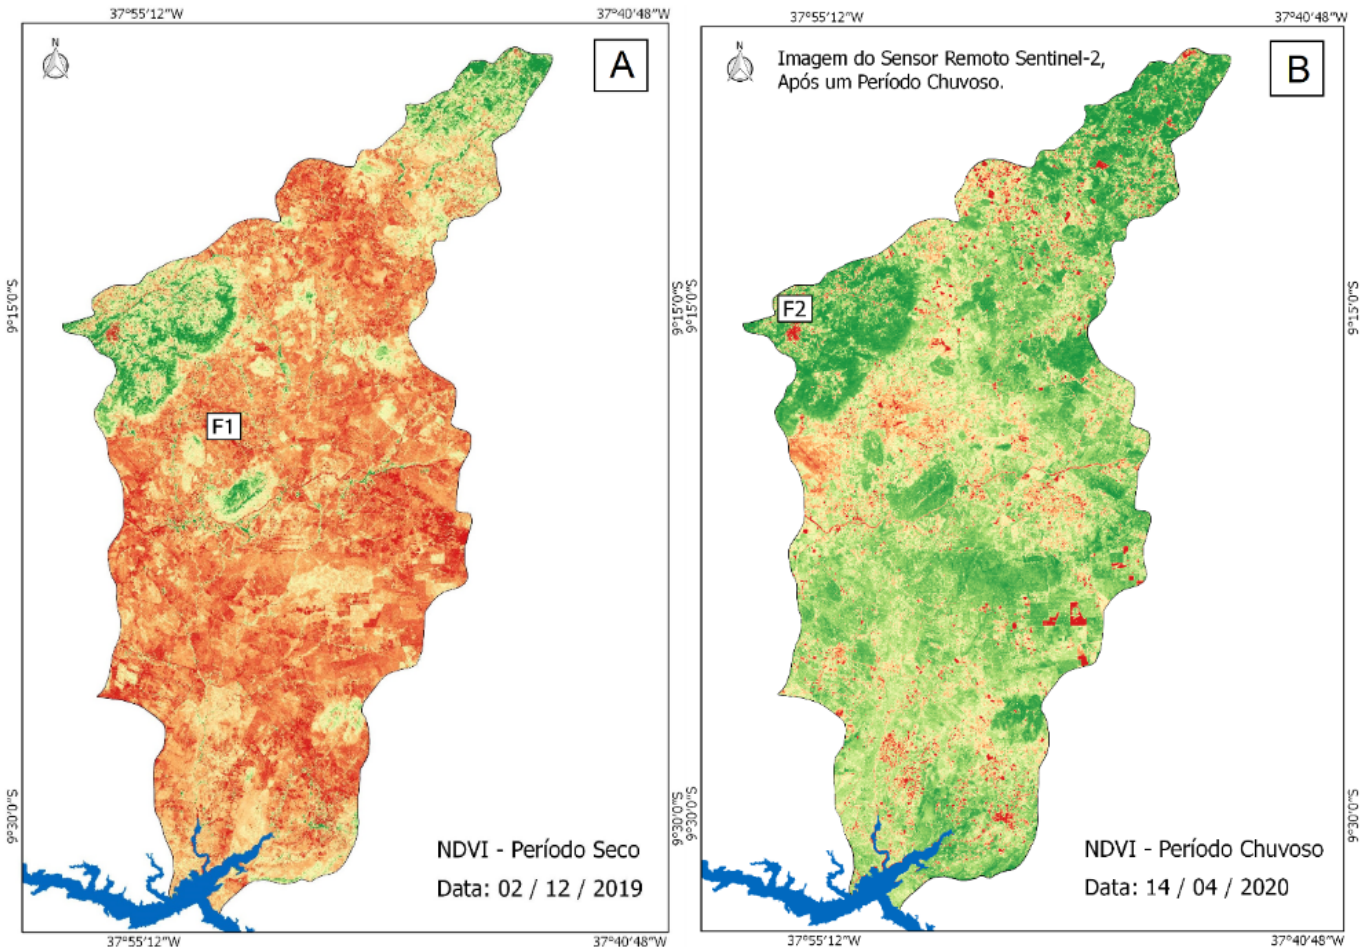 37°55'12"W
37°40'48"W
N
A
9°15'0"S
9°15'0"S
F1
9°30'0"S
9°30'0"S
NDVI - Período Seco
Data: 02 / 12 / 2019
37°55'12"W
37°40'48"W
37°55'12"W
37°40'48"W
N
Imagem do Sensor Remoto Sentinel-2,
Após um Período Chuvoso.
B
9°15'0"S
9°15'0"S
F2
9°30'0"S
9°30'0"S
NDVI - Período Chuvoso
Data: 14 / 04 / 2020
37°55'12"W
37°40'48"W